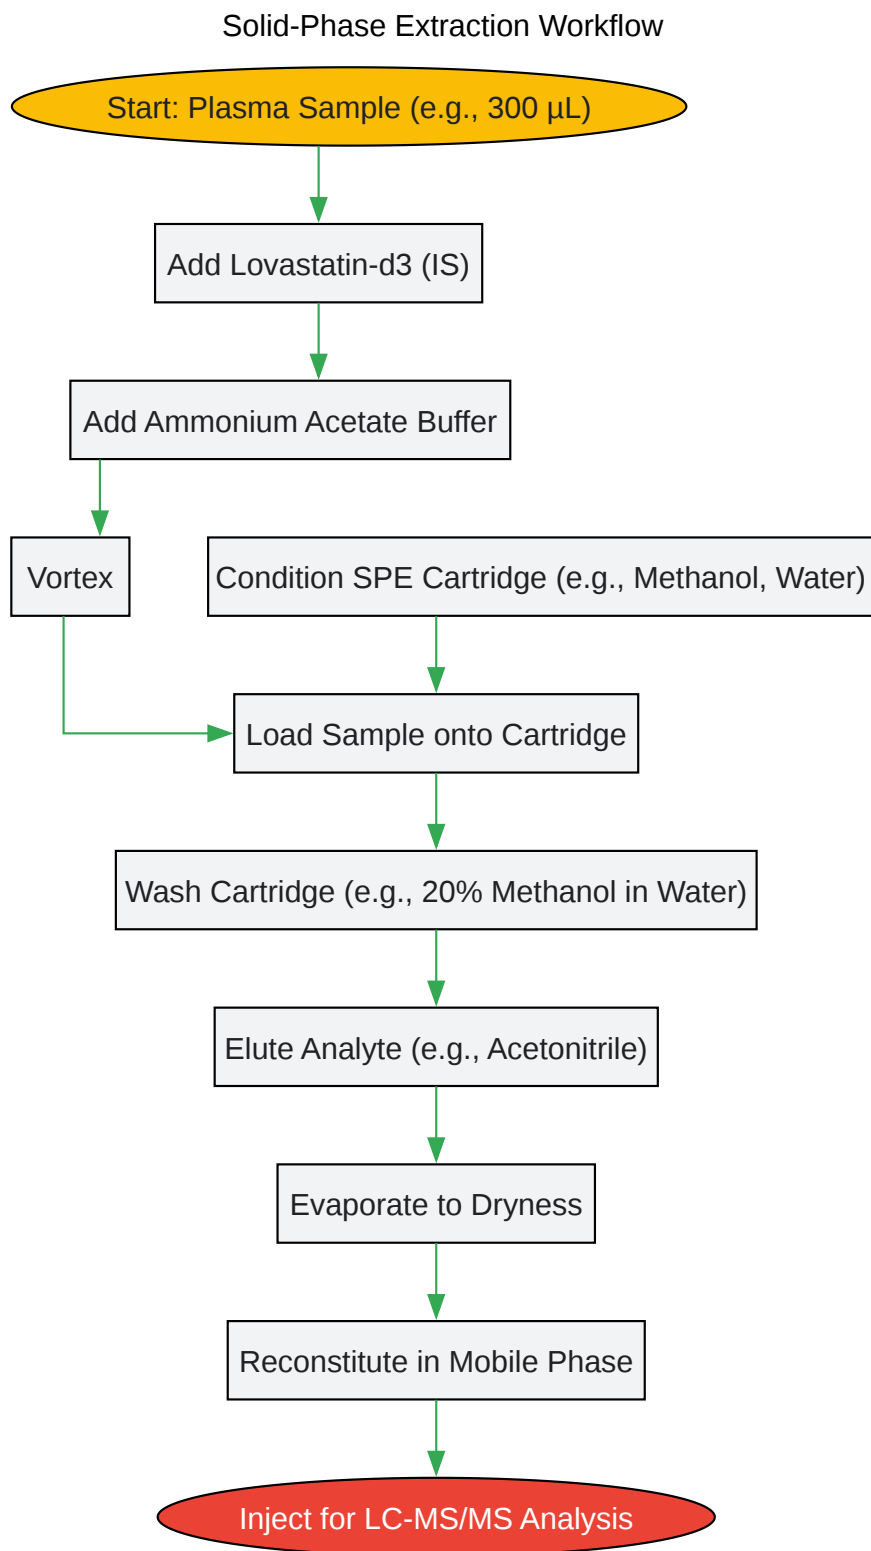 Solid-Phase Extraction Workflow
Start: Plasma Sample (e.g., 300 µL)
Add Lovastatin-d3 (IS)
Add Ammonium Acetate Buffer
Vortex
Condition SPE Cartridge (e.g., Methanol, Water)
Load Sample onto Cartridge
Wash Cartridge (e.g., 20% Methanol in Water)
Elute Analyte (e.g., Acetonitrile)
Evaporate to Dryness
Reconstitute in Mobile Phase
Inject for LC-MS/MS Analysis